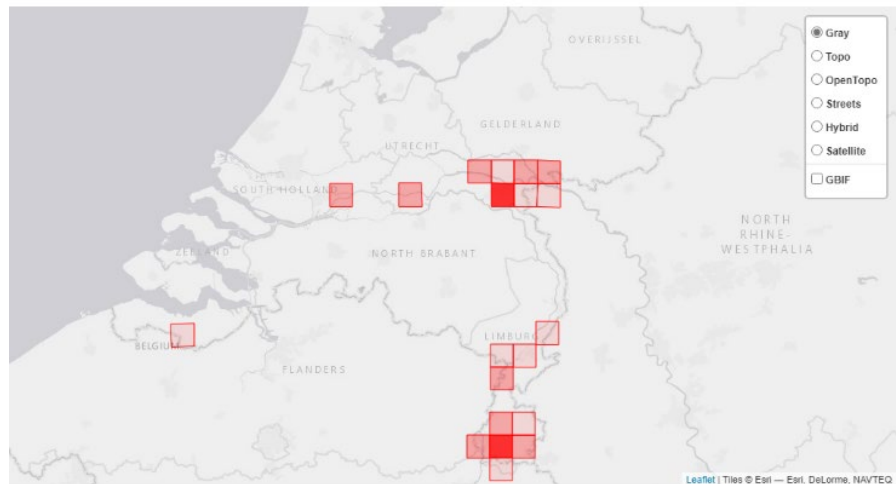 OVERIJSSEL
GELDERLAND
UTRECHT
SOUTH HOLLAND
ZEELAND
NORTH BRABANT
NORTH
RHINE-
WESTPHALIA
LIMBURG
BELGIUM
FLANDERS
Gray
Topo
OpenTopo
Streets
Hybrid
Satellite
GBIF
Leaflet | Tiles © Esri — Esri, DeLorme, NAVTEQ